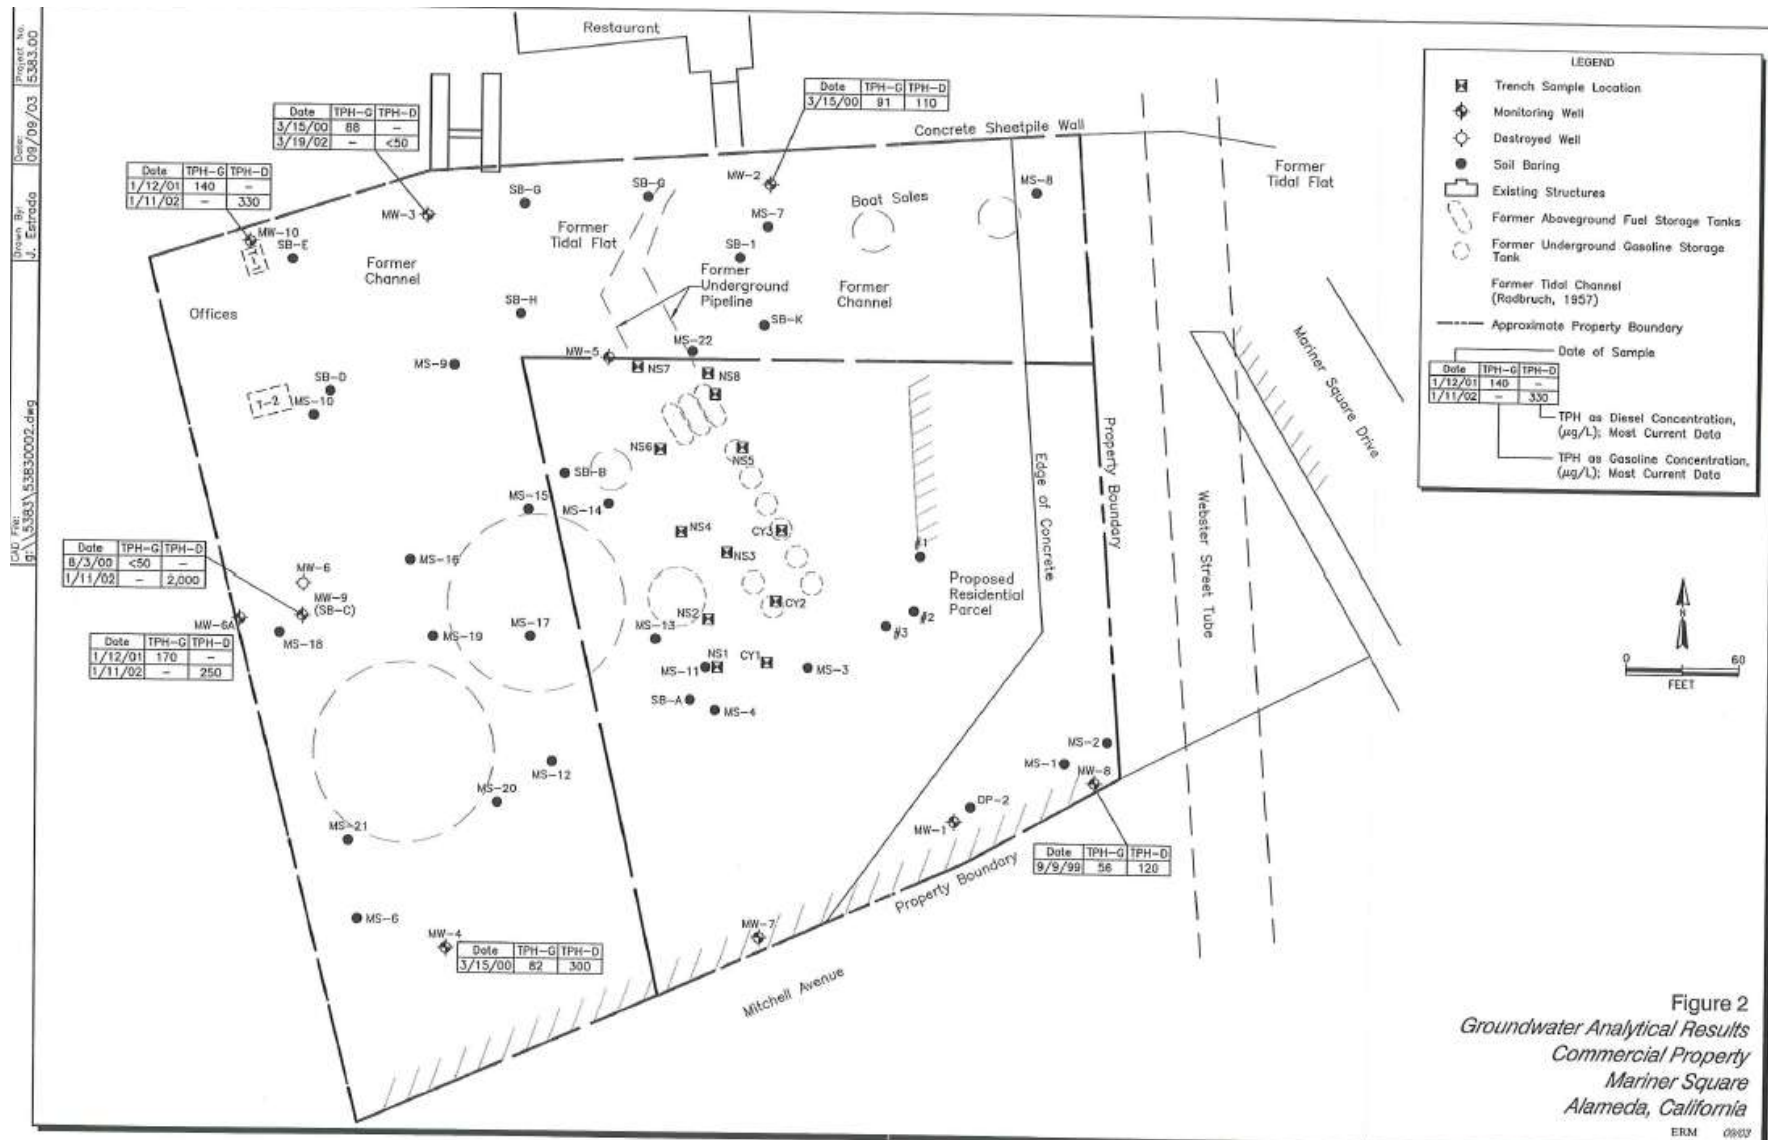 Project No.
5383.00
Date:
09/09/03
Drawn By:
J. Estrada
CAD File:
g:\\5383\53830002.dwg
Restaurant
Date TPH-G TPH-D
3/15/00 91 110
Date TPH-G TPH-D
3/15/00 88 –
3/19/02 – <50
Date TPH-G TPH-D
1/12/01 140 –
1/11/02 – 330
Concrete Sheetpile Wall
Former
Tidal Flat
MW-2
MS-8
SB-G
SB-G
MW-3
MS-7
Boat Sales
MW-10
SB-E
T-1
Former
Tidal Flat
SB-1
Former
Channel
Former
Underground
Pipeline
Former
Channel
Offices
SB-H
SB-K
MW-5
MS-22
MS-9
NS7
NS8
SB-D
T-2
MS-10
NS6
NS5
SB-B
MS-15
MS-14
NS4
CY3
NS3
#1
MS-16
Edge of Concrete
Property Boundary
Webster Street Tube
Mariner Square Drive
Proposed
Residential
Parcel
Date TPH-G TPH-D
8/3/00 <50 –
1/11/02 – 2,000
MW-6
MW-9
(SB-C)
MW-6A
MS-18
MS-19
MS-17
MS-13
NS2
CY2
#2
#3
Date TPH-G TPH-D
1/12/01 170 –
1/11/02 – 250
MS-11
NS1
CY1
MS-3
SB-A
MS-4
MS-2
MS-1
MW-8
MS-12
MS-20
MS-21
DP-2
MW-1
Date TPH-G TPH-D
9/9/99 56 120
Property Boundary
MS-6
MW-4
Date TPH-G TPH-D
3/15/00 82 300
MW-7
Mitchell Avenue
LEGEND
Trench Sample Location
Monitoring Well
Destroyed Well
Soil Boring
Existing Structures
Former Aboveground Fuel Storage Tanks
Former Underground Gasoline Storage
Tank
Former Tidal Channel
(Radbruch, 1957)
Approximate Property Boundary
Date of Sample
Date TPH-G TPH-D
1/12/01 140 –
1/11/02 – 330
TPH as Diesel Concentration,
(µg/L); Most Current Data
TPH as Gasoline Concentration,
(µg/L); Most Current Data
N
0 60
FEET
Figure 2
Groundwater Analytical Results
Commercial Property
Mariner Square
Alameda, California
ERM 09/03